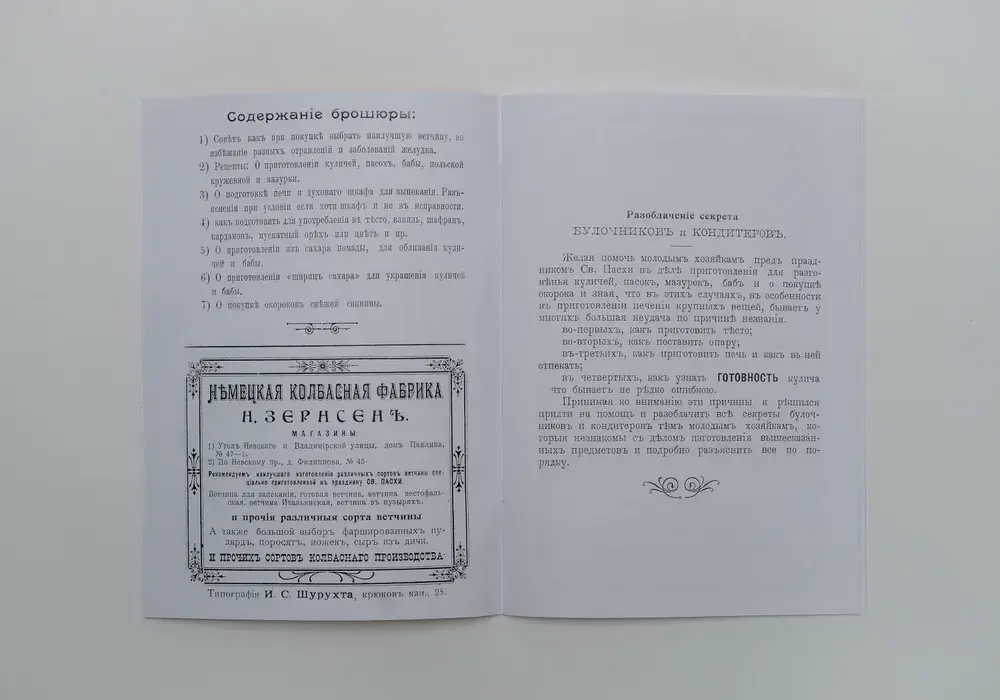 Содержаніе брошюры:
1) Совѣтъ какъ при покупкѣ выбрать наилучшую ветчину, во
избѣжаніе разныхъ отравленій и заболѣваній желудка.
2) Рецепты: О приготовленіи куличей, пасохъ, бабы, польской
кружевной и мазурки.
3) О подготовкѣ печи и духоваго шкафа для выпеканія. Разъ-
ясненія при условіи если хотя шкафъ и не въ исправности.
4) какъ подготовить для употребленія въ тѣсто, ваниль, шафранъ,
кардамонъ, мускатный орѣхъ или цвѣтъ и пр.
5) О приготовленіи изъ сахара помады, для обливанія кули-
чей и бабы.
6) О приготовленіи «ширицъ сахара» для украшенія куличей
и бабы.
7) О покупкѣ окороковъ свѣжей свинины.
НѢМЕЦКАЯ КОЛБАСНАЯ ФАБРИКА
МАГАЗИНЫ
1) Уголъ Невскаго и Владимірской улицы, домъ
№ 47—1.
2) По Невскому пр., д. Филиппова, № 45
Рекомендуемъ наилучшаго изготовленія различныхъ сортовъ ветчины спе-
ціально приготовленной къ празднику СВ. ПАСХИ.
Ветчина для запеканія, готовая ветчина, ветчина вестфаль-
ская, ветчина Итальянская, ветчина въ пузыряхъ.
и прочія различныя сорта ветчины
А также большой выборъ фаршированныхъ пу-
лярдъ, поросятъ, ножекъ, сыръ изъ дичи.
И ПРОЧИХЪ СОРТОВЪ КОЛБАСНАГО ПРОИЗВОДСТВА
Типографія И. С. Шурухта, крюковъ кан., 25.
Разоблаченіе секрета
БУЛОЧНИКОВЪ и КОНДИТЕРОВЪ.
Желая помочь молодымъ хозяйкамъ предъ празд-
никомъ Св. Пасхи въ дѣлѣ приготовленія для разго-
вѣнья куличей, пасокъ, мазурокъ, бабъ и о покупкѣ
окорока и зная, что въ этихъ случаяхъ, въ особенности
въ приготовленіи печенія крупныхъ вещей, бываетъ у
многихъ большая неудача по причинѣ незнанія.
во-первыхъ, какъ приготовить тѣсто;
во-вторыхъ, какъ поставить опару;
въ-третьихъ, какъ приготовить печь и какъ въ ней
отпекать;
въ четвертыхъ, какъ узнать ГОТОВНОСТЬ кулича
что бываетъ не рѣдко ошибкою.
Принимая ко вниманію эти причины я рѣшился
придти на помощь и разоблачить всѣ секреты булоч-
никовъ и кондитеровъ тѣмъ молодымъ хозяйкамъ, ко-
торыя незнакомы съ дѣломъ изготовленія вышесказан-
ныхъ предметовъ и подробно разъяснить все по по-
рядку.